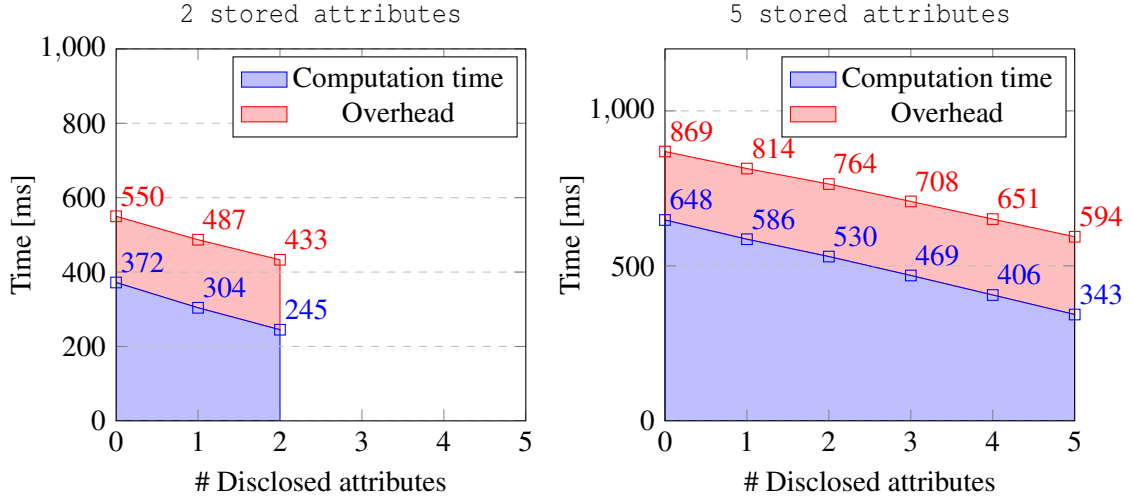 2 stored attributes
1,000
800
600
400
200
0
Time [ms]
Computation time
Overhead
550
487
433
372
304
245
0 1 2 3 4 5
# Disclosed attributes
5 stored attributes
1,000
500
0
Time [ms]
Computation time
Overhead
869
814
764
708
651
594
648
586
530
469
406
343
0 1 2 3 4 5
# Disclosed attributes